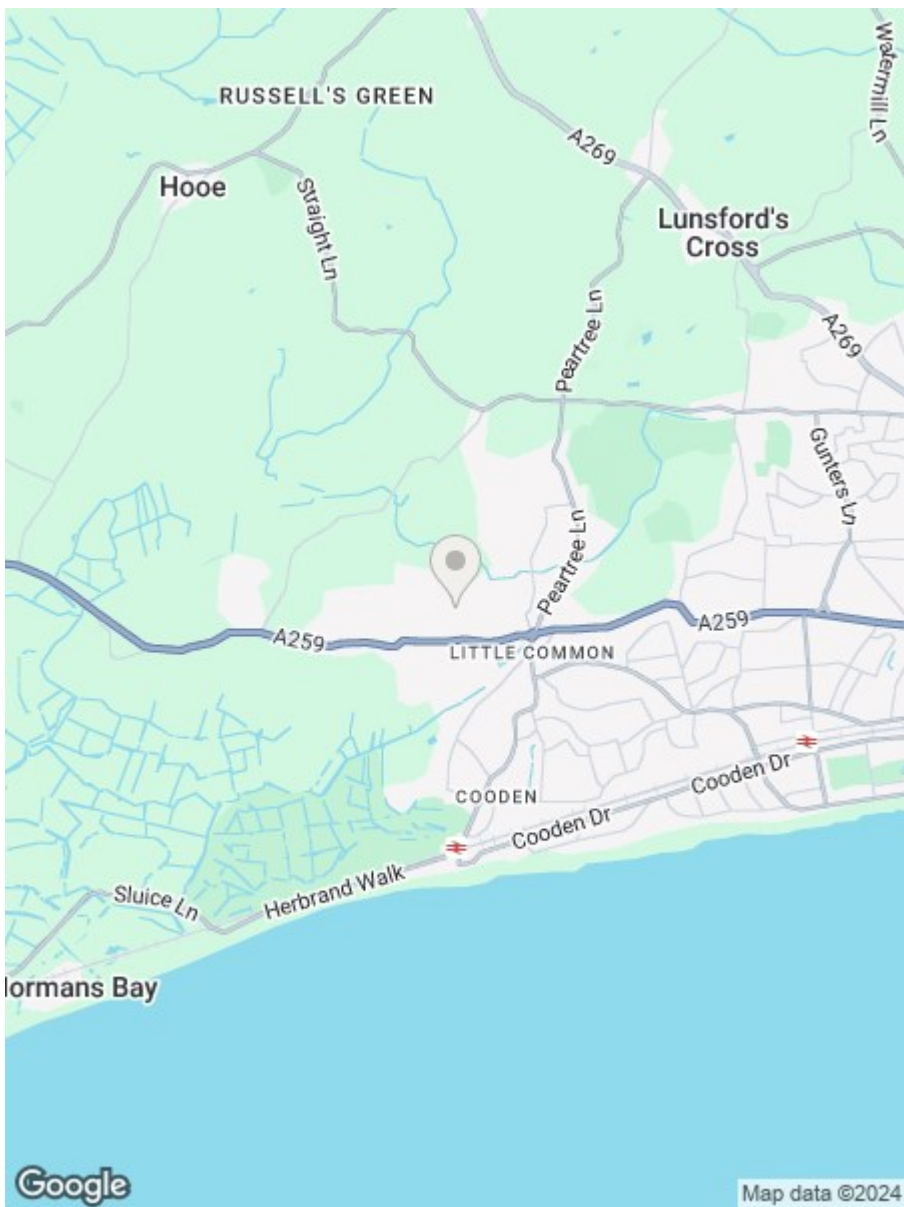 Watermill Ln
RUSSELL'S GREEN
A269
Hooe
Straight Ln
Lunsford's
Cross
Peartree Ln
A269
Gunters Ln
Peartree Ln
A259
A259
LITTLE COMMON
Cooden Dr
COODEN
Cooden Dr
Herbrand Walk
Sluice Ln
Normans Bay
Google
Map data ©2024